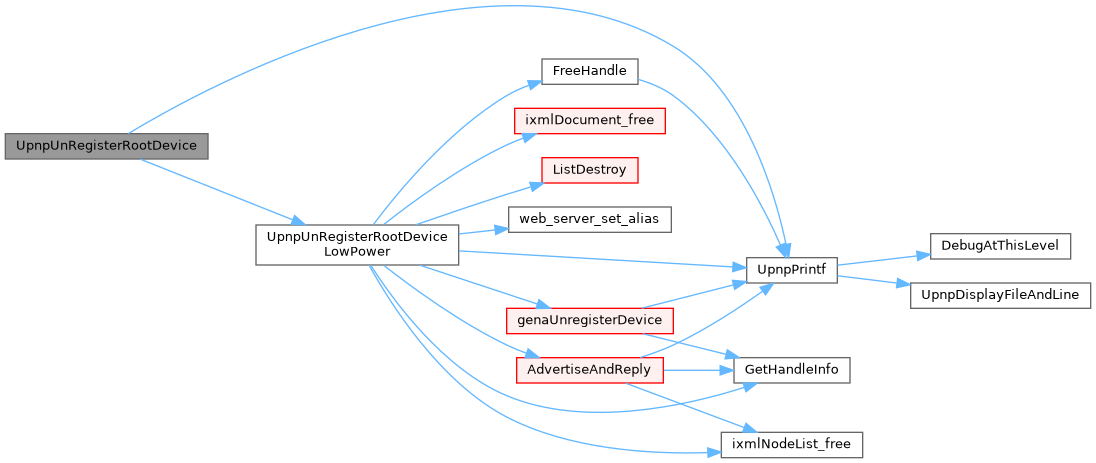 UpnpUnRegisterRootDevice
UpnpUnRegisterRootDevice
LowPower
FreeHandle
ixmlDocument_free
ListDestroy
web_server_set_alias
genaUnregisterDevice
AdvertiseAndReply
UpnpPrintf
GetHandleInfo
ixmlNodeList_free
DebugAtThisLevel
UpnpDisplayFileAndLine